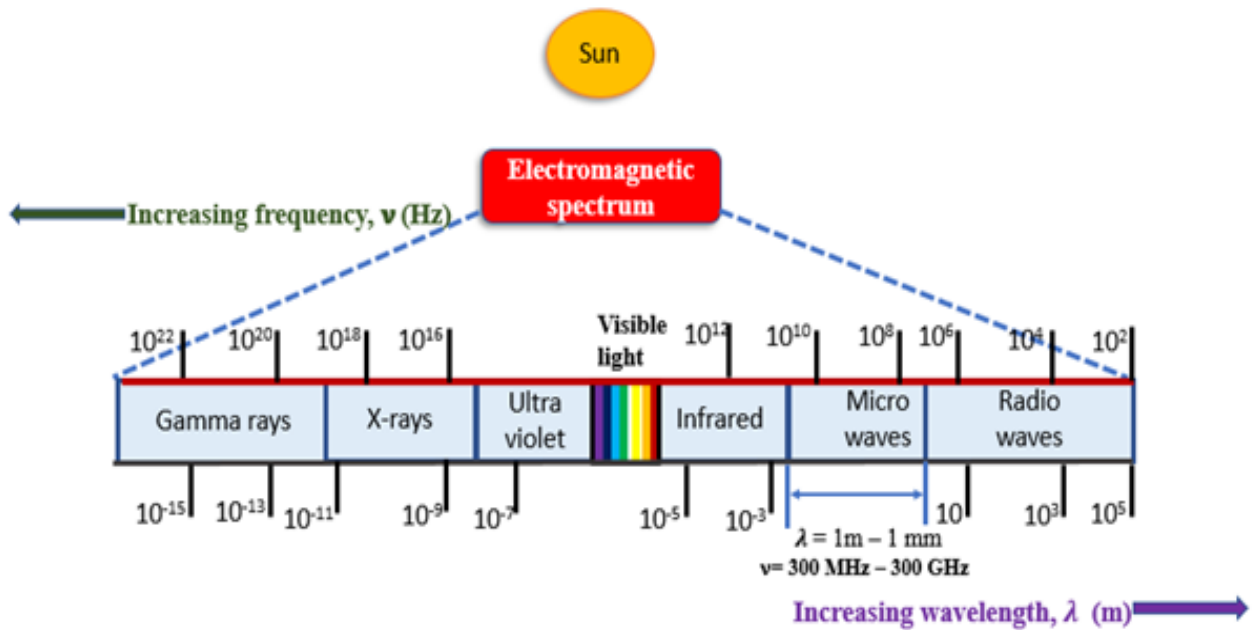 Sun
Electromagnetic
spectrum
Increasing frequency, ν (Hz)
10²² 10²⁰ 10¹⁸ 10¹⁶ Visible
light 10¹² 10¹⁰ 10⁸ 10⁶ 10⁴ 10²
Gamma rays X-rays Ultra
violet Infrared Micro
waves Radio
waves
10⁻¹⁵ 10⁻¹³ 10⁻¹¹ 10⁻⁹ 10⁻⁷ 10⁻⁵ 10⁻³ 10 10³ 10⁵
λ = 1m – 1 mm
ν= 300 MHz – 300 GHz
Increasing wavelength, λ (m)